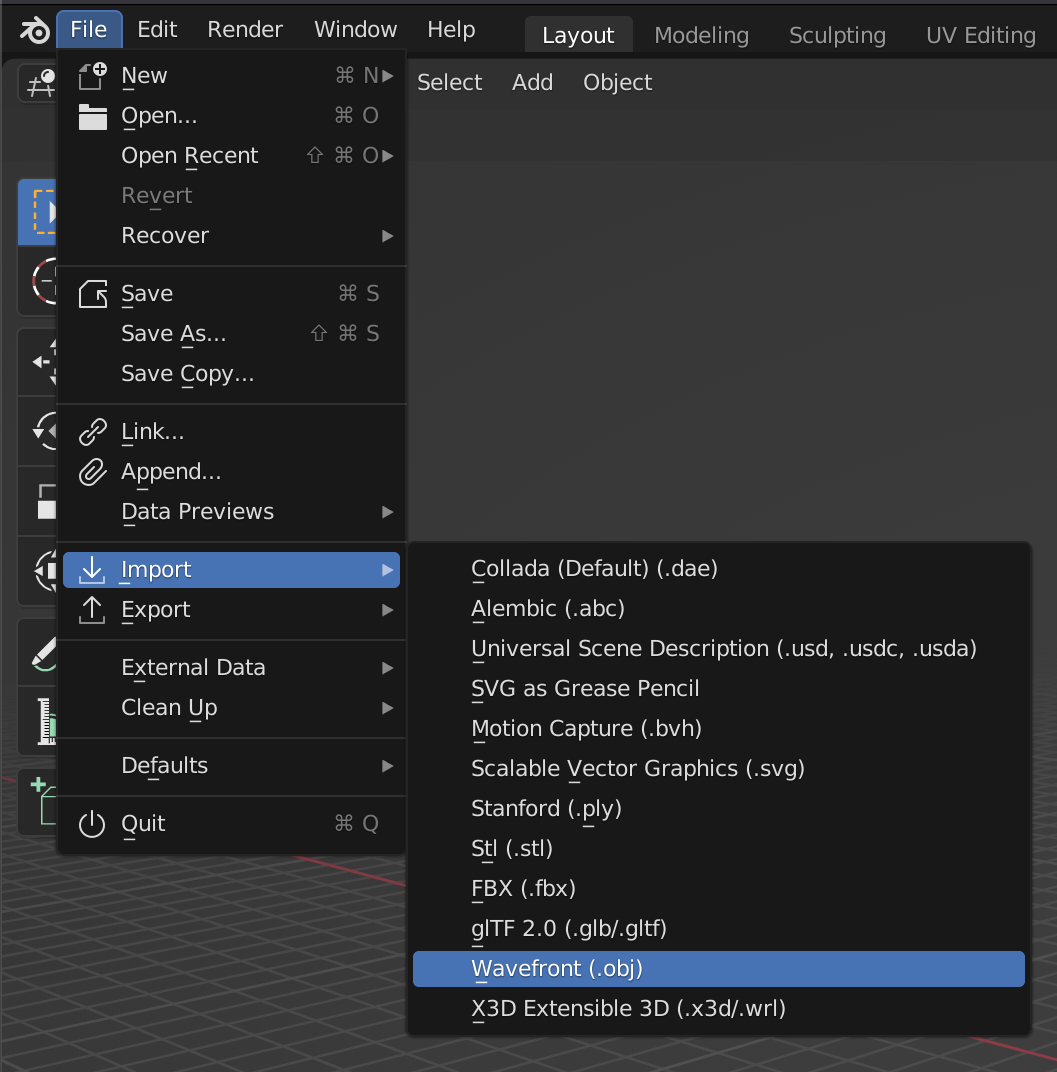 File Edit Render Window Help Layout Modeling Sculpting UV Editing
Select Add Object
New ⌘ N
Open... ⌘ O
Open Recent ⇧ ⌘ O
Revert
Recover
Save ⌘ S
Save As... ⇧ ⌘ S
Save Copy...
Link...
Append...
Data Previews
Import
Export
External Data
Clean Up
Defaults
Quit ⌘ Q
Collada (Default) (.dae)
Alembic (.abc)
Universal Scene Description (.usd, .usdc, .usda)
SVG as Grease Pencil
Motion Capture (.bvh)
Scalable Vector Graphics (.svg)
Stanford (.ply)
Stl (.stl)
FBX (.fbx)
glTF 2.0 (.glb/.gltf)
Wavefront (.obj)
X3D Extensible 3D (.x3d/.wrl)